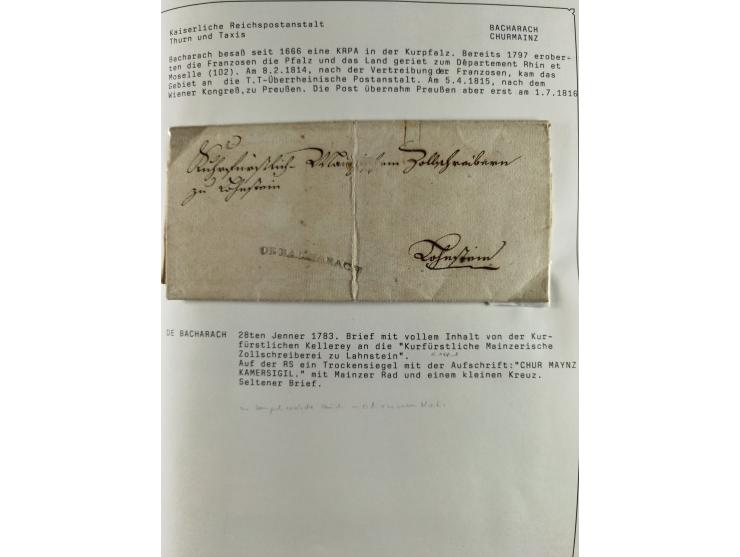 Kaiserliche Reichspostanstalt
Thurn und Taxis
BACHARACH
CHURMAINZ
Bacharach besaß seit 1666 eine KRPA in der Kurpfalz. Bereits 1797 erober-
ten die Franzosen die Pfalz und das Land geriet zum Département Rhin et
Moselle (102). Am 8.2.1814, nach der Vertreibung der Franzosen, kam das
Gebiet an die T.T-Überrheinische Postanstalt. Am 5.4.1815, nach dem
Wiener Kongreß,zu Preußen. Die Post übernahm Preußen aber erst am 1.7.1816
Zollschreibern
zu Lohnstein
DE BACHARACH
Lohnstein
DE BACHARACH
28ten Jenner 1783. Brief mit vollem Inhalt von der Kur-
fürstlichen Kellerey an die "Kurfürstliche Mainzerische
Zollschreiberei zu Lahnstein".
Auf der RS ein Trockensiegel mit der Aufschrift:"CHUR MAYNZ
KAMERSIGIL." mit Mainzer Rad und einem kleinen Kreuz.
Seltener Brief.